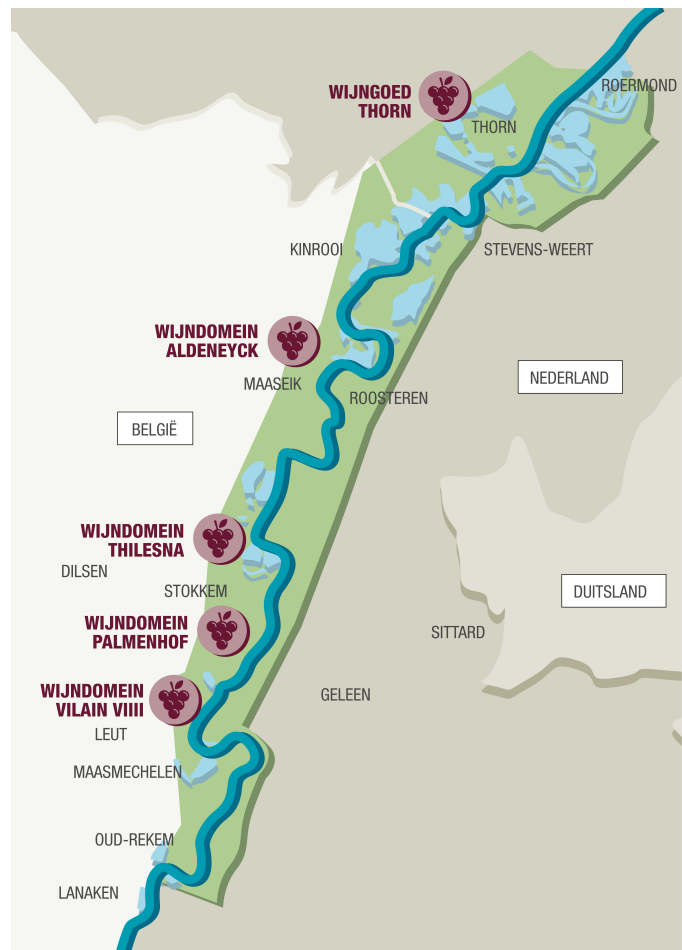 ROERMOND
WIJNGOED
THORN
THORN
KINROOI
STEVENS-WEERT
WIJNDOMEIN
ALDENEYCK
MAASEIK
NEDERLAND
ROOSTEREN
BELGIË
WIJNDOMEIN
THILESNA
DILSEN
STOKKEM
DUITSLAND
WIJNDOMEIN
PALMENHOF
SITTARD
WIJNDOMEIN
VILAIN VIIII
GELEEN
LEUT
MAASMECHELEN
OUD-REKEM
LANAKEN